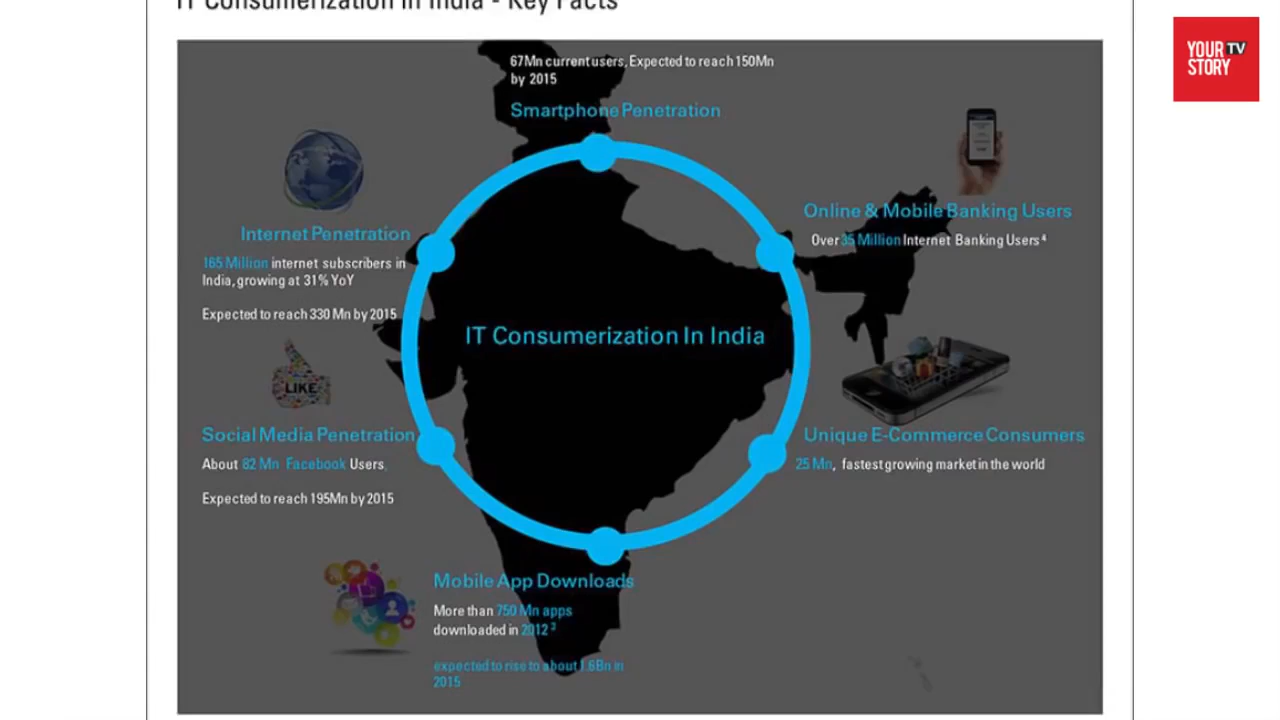 IT Consumerization In India - Key Facts
YOUR TV
STORY
67Mn current users, Expected to reach 150Mn
by 2015
Smartphone Penetration
Online & Mobile Banking Users
Over 35 Million Internet Banking Users 4
Internet Penetration
165 Million internet subscribers in
India, growing at 31% YoY
Expected to reach 330 Mn by 2015
IT Consumerization In India
LIKE
Social Media Penetration
About 82 Mn Facebook Users,
Expected to reach 195Mn by 2015
Unique E-Commerce Consumers
25 Mn, fastest growing market in the world
Mobile App Downloads
More than 750 Mn apps
downloaded in 2012 3
expected to rise to about 1.6Bn in
2015